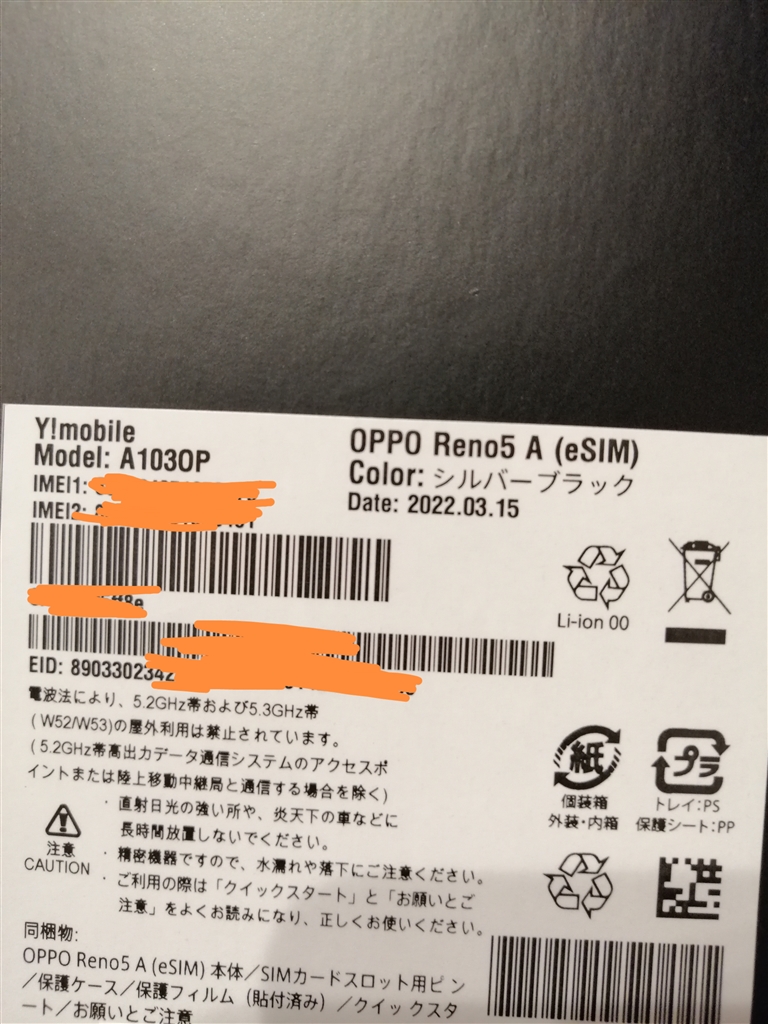 Y!mobile
Model: A103OP
IMEI1:
IMEI2:
OPPO Reno5 A (eSIM)
Color: シルバーブラック
Date: 2022.03.15
Li-ion 00
EID: 8903302342
電波法により、5.2GHz帯および5.3GHz帯
(W52/W53)の屋外利用は禁止されています。
(5.2GHz帯高出力データ通信システムのアクセスポ
イントまたは陸上移動中継局と通信する場合を除く)
注意
CAUTION
・直射日光の強い所や、炎天下の車などに
長時間放置しないでください。
・精密機器ですので、水漏れや落下にご注意ください。
・ご利用の際は「クイックスタート」と「お願いとご
注意」をよくお読みになり、正しくお使いください。
紙
個装箱
外装・内箱
プラ
トレイ:PS
保護シート:PP
同梱物:
OPPO Reno5 A (eSIM) 本体/SIMカードスロット用ピン
/保護ケース/保護フィルム（貼付済み）/クイックスタ
ート/お願いとご注意